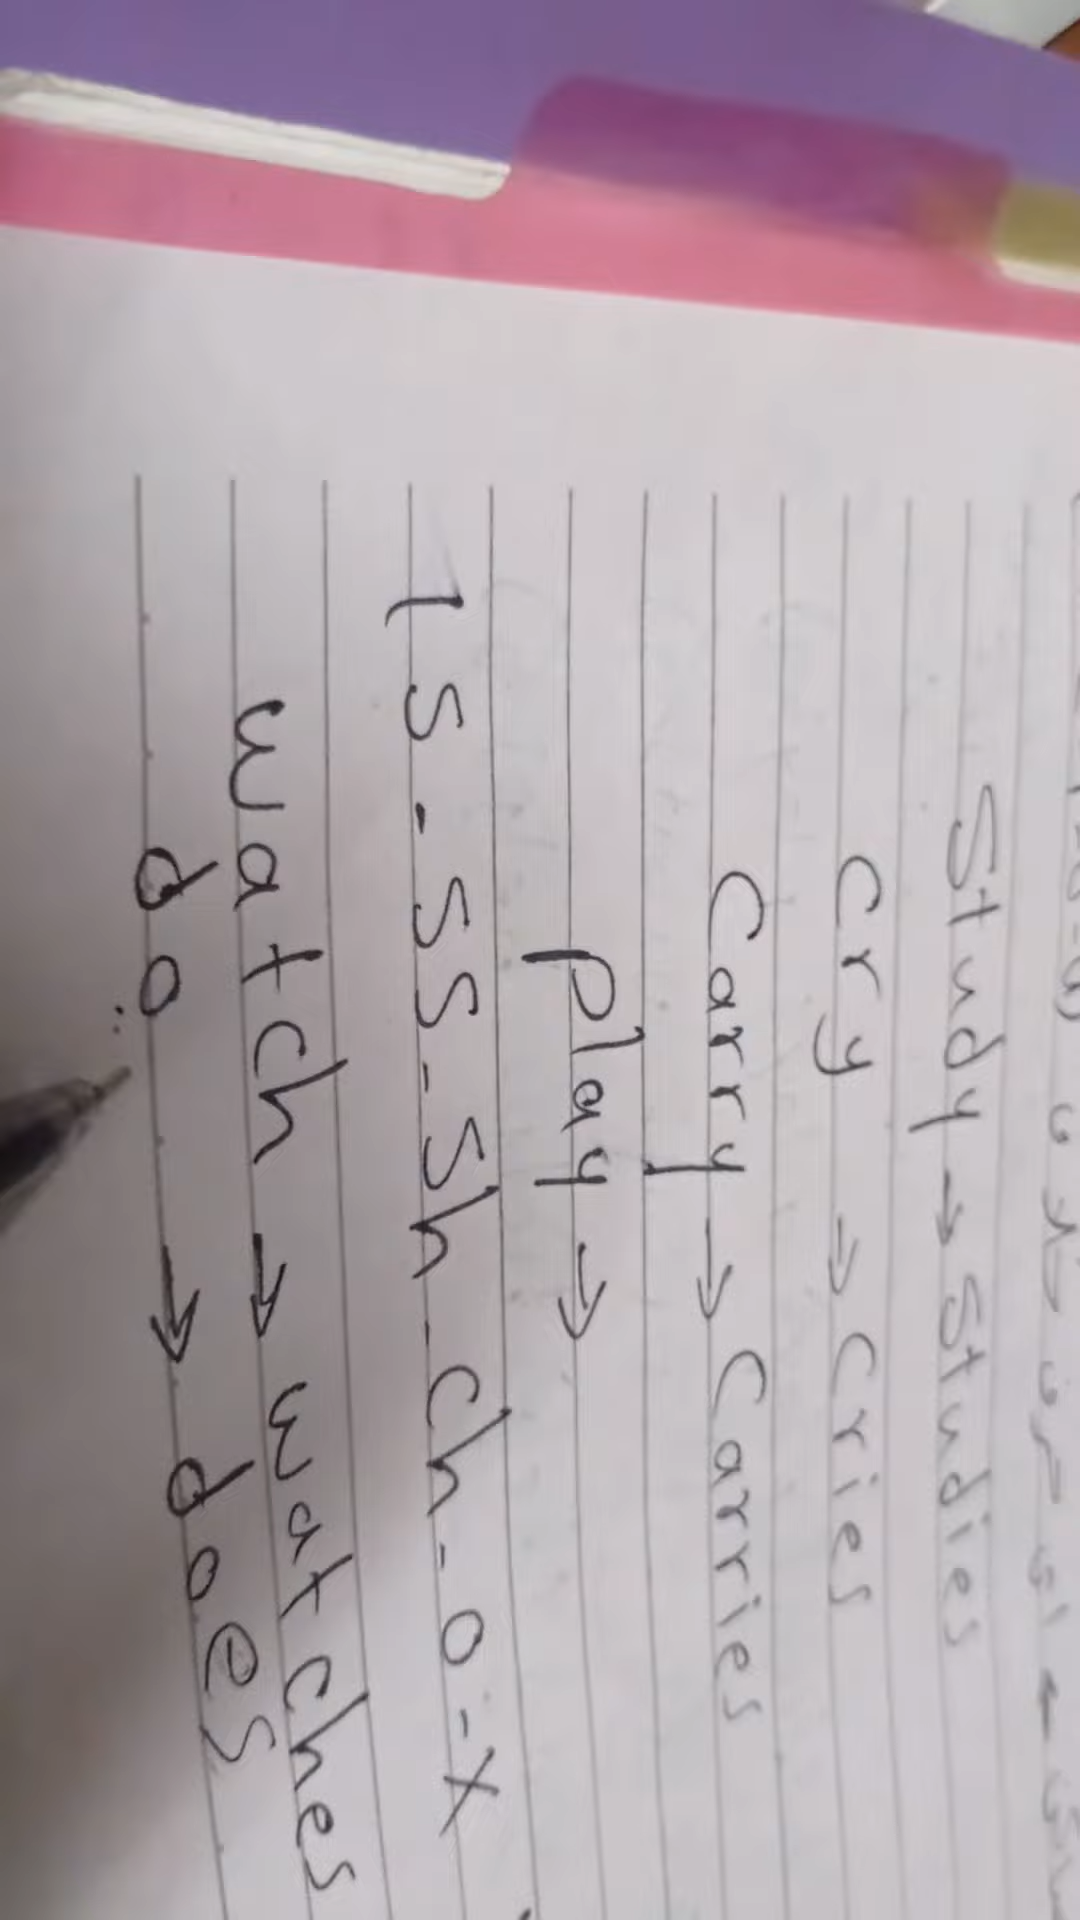 Study → Studies
Cry → Cries
Carry → Carries
play →
(S - SS - Sh - Ch - O - X
watch → watches
do → does